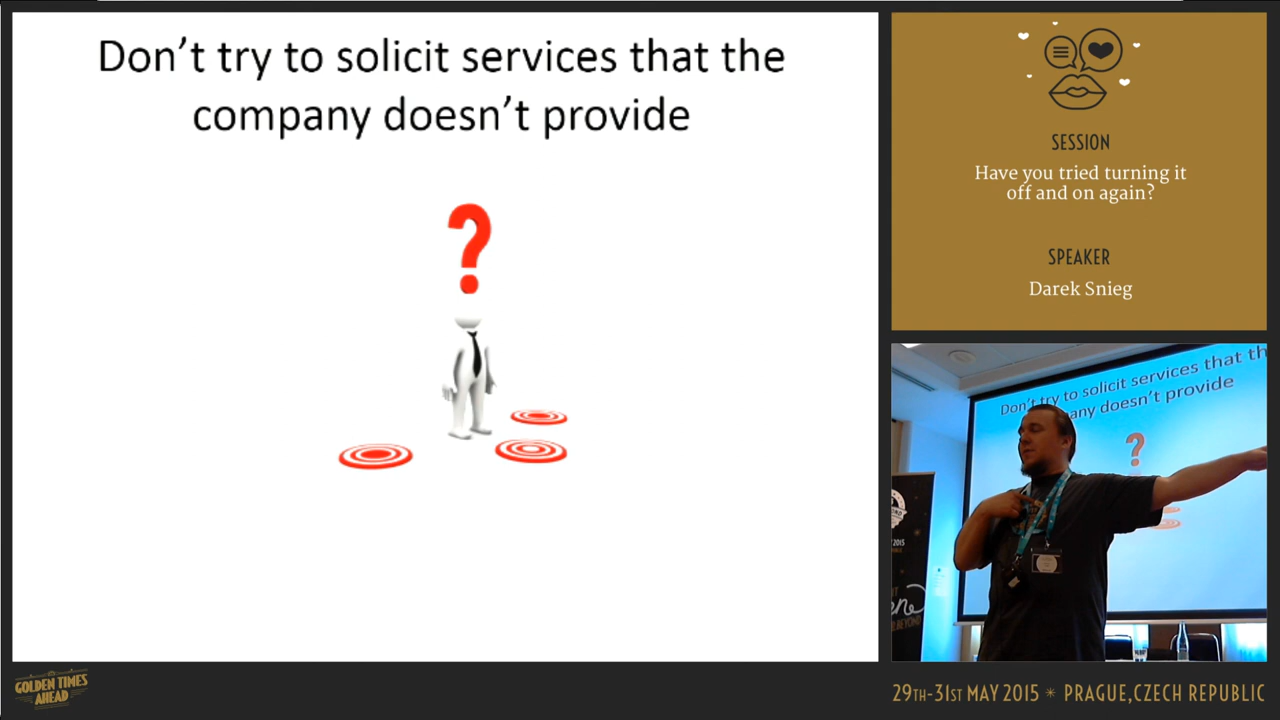 Don't try to solicit services that the
company doesn't provide
?
SESSION
Have you tried turning it
off and on again?
SPEAKER
Darek Snieg
Don't try to solicit services that th
any doesn't provide
?
2015
GOLDEN TIMES
AHEAD
29TH-31ST MAY 2015 * PRAGUE, CZECH REPUBLIC